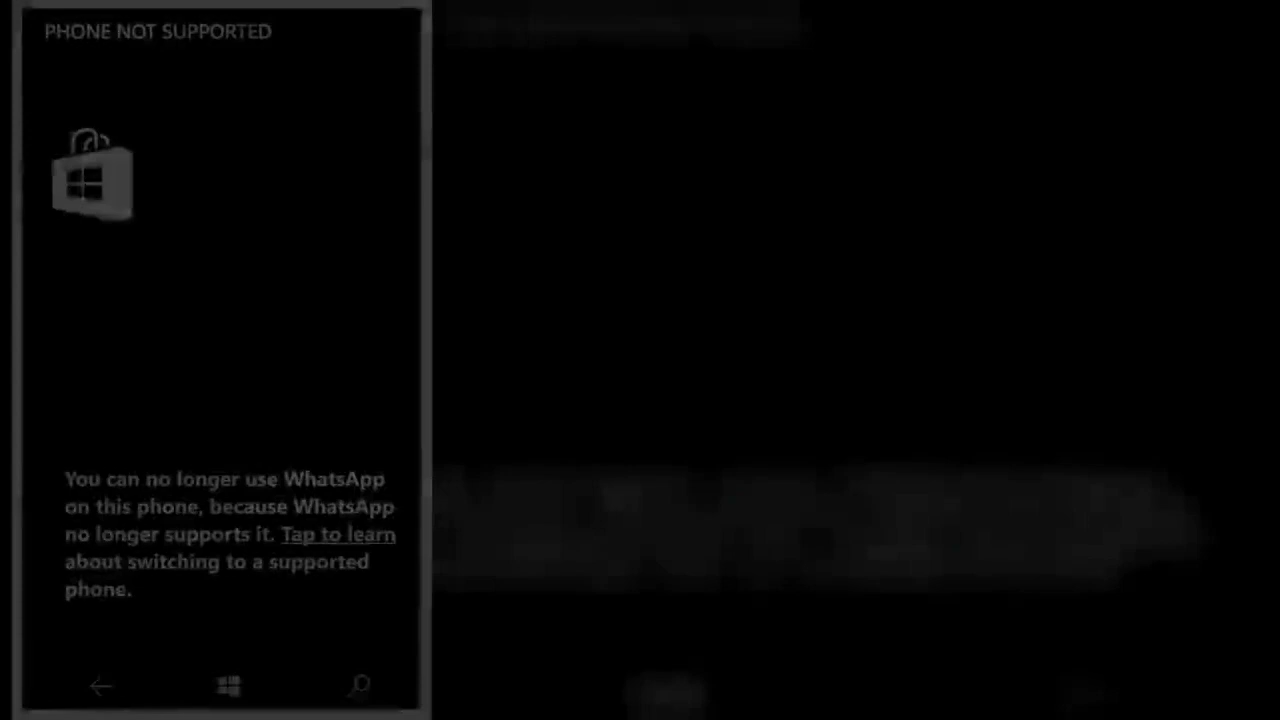 PHONE NOT SUPPORTED
You can no longer use WhatsApp
on this phone, because WhatsApp
no longer supports it. Tap to learn
about switching to a supported
phone.